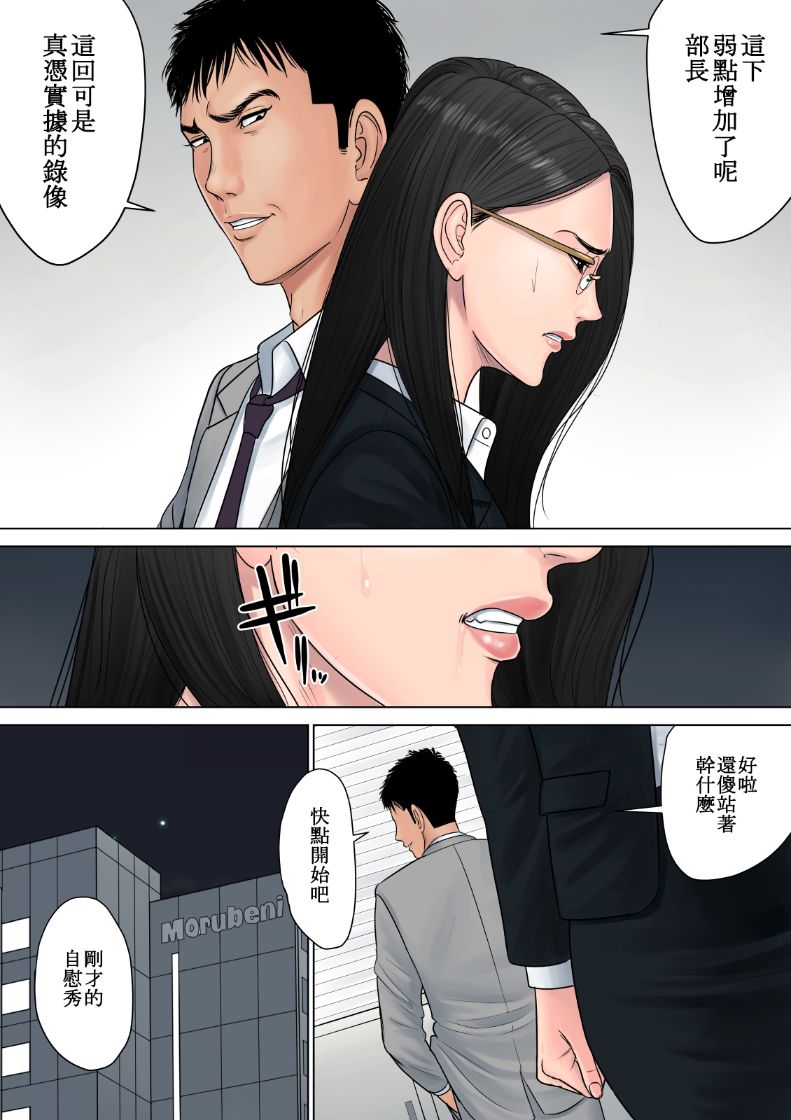 這下
弱點增加了呢
部長
這回可是
真憑實據的錄像
好啦
還傻站著
幹什麼
快點開始吧
Morubeni
剛才的
自慰秀